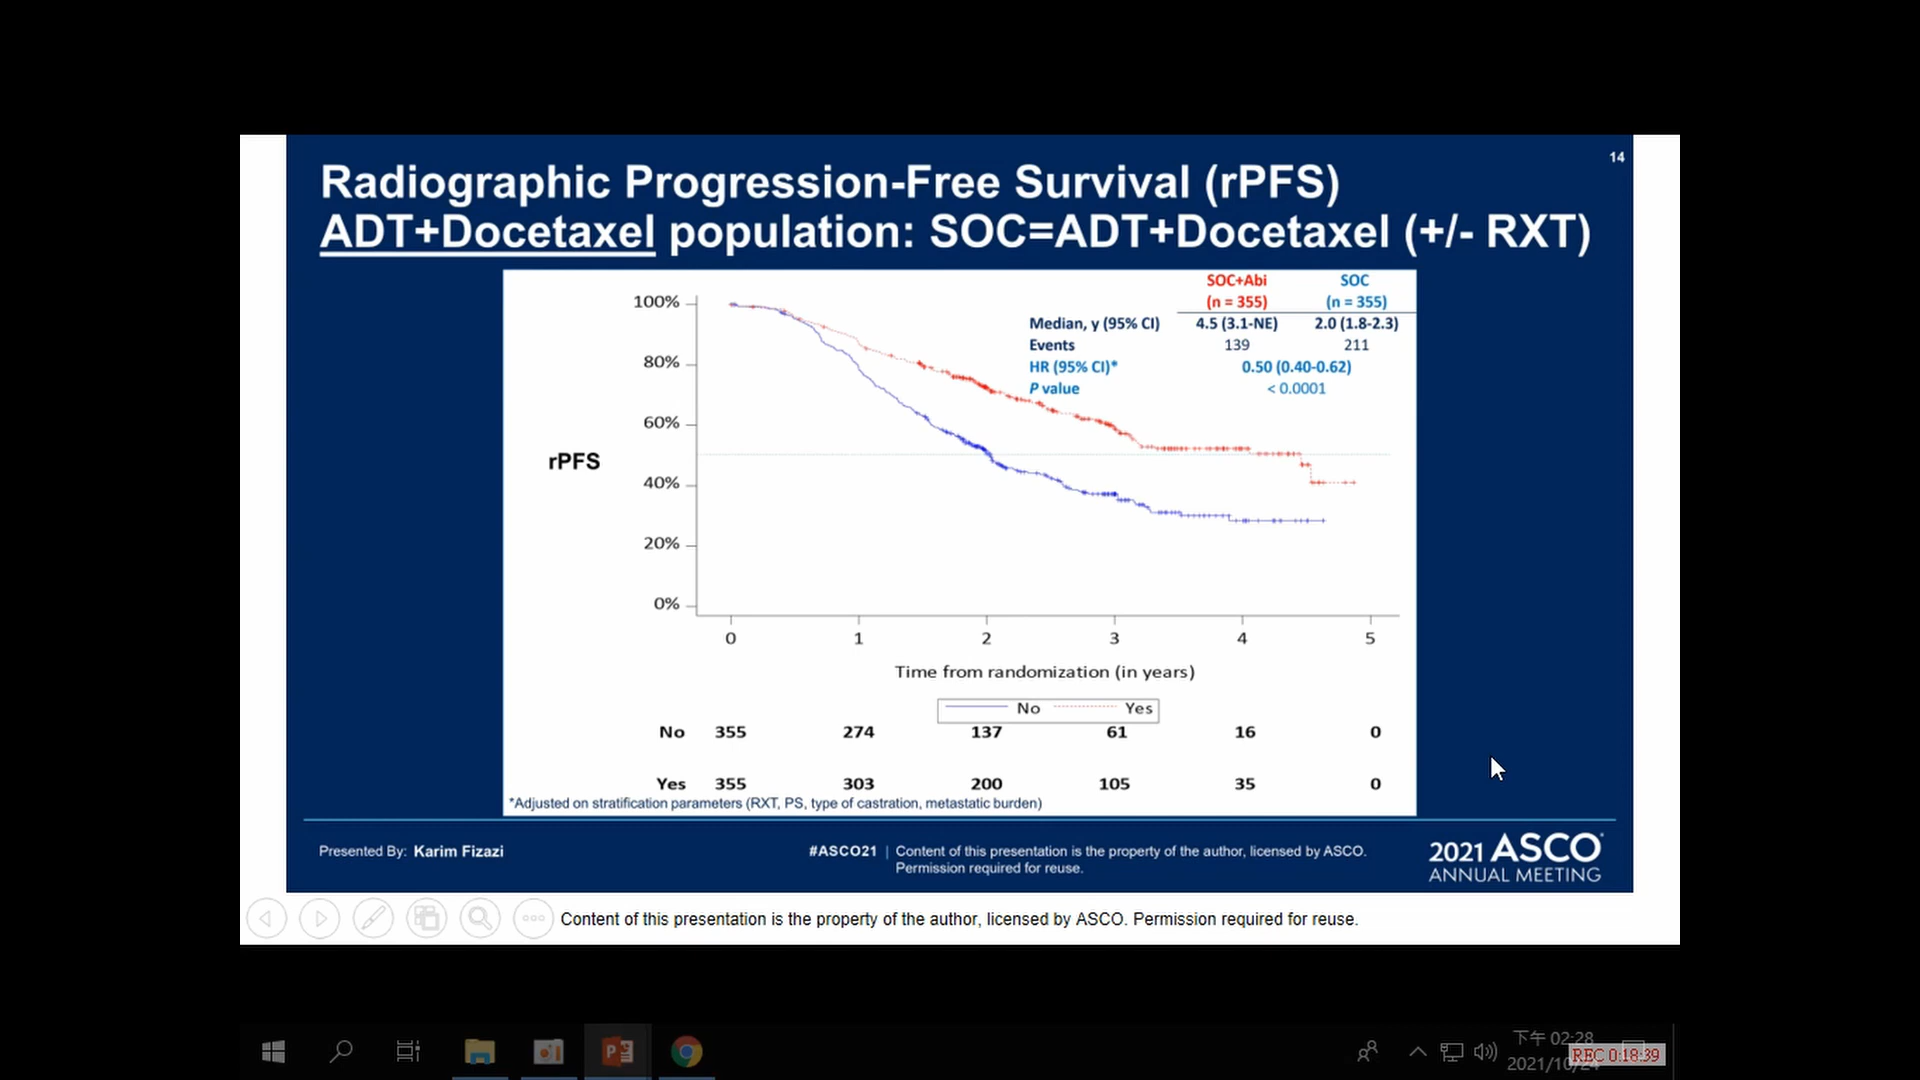 14
Radiographic Progression-Free Survival (rPFS)
ADT+Docetaxel population: SOC=ADT+Docetaxel (+/- RXT)
SOC+Abi SOC
(n = 355) (n = 355)
Median, y (95% CI) 4.5 (3.1-NE) 2.0 (1.8-2.3)
Events 139 211
HR (95% CI)* 0.50 (0.40-0.62)
P value < 0.0001
100%
80%
60%
rPFS
40%
20%
0%
0 1 2 3 4 5
Time from randomization (in years)
No Yes
No 355 274 137 61 16 0
Yes 355 303 200 105 35 0
*Adjusted on stratification parameters (RXT, PS, type of castration, metastatic burden)
Presented By: Karim Fizazi
#ASCO21 | Content of this presentation is the property of the author, licensed by ASCO.
Permission required for reuse.
2021 ASCO
ANNUAL MEETING
Content of this presentation is the property of the author, licensed by ASCO. Permission required for reuse.
下午 02:28
2021/10/24
REC 0:18:39